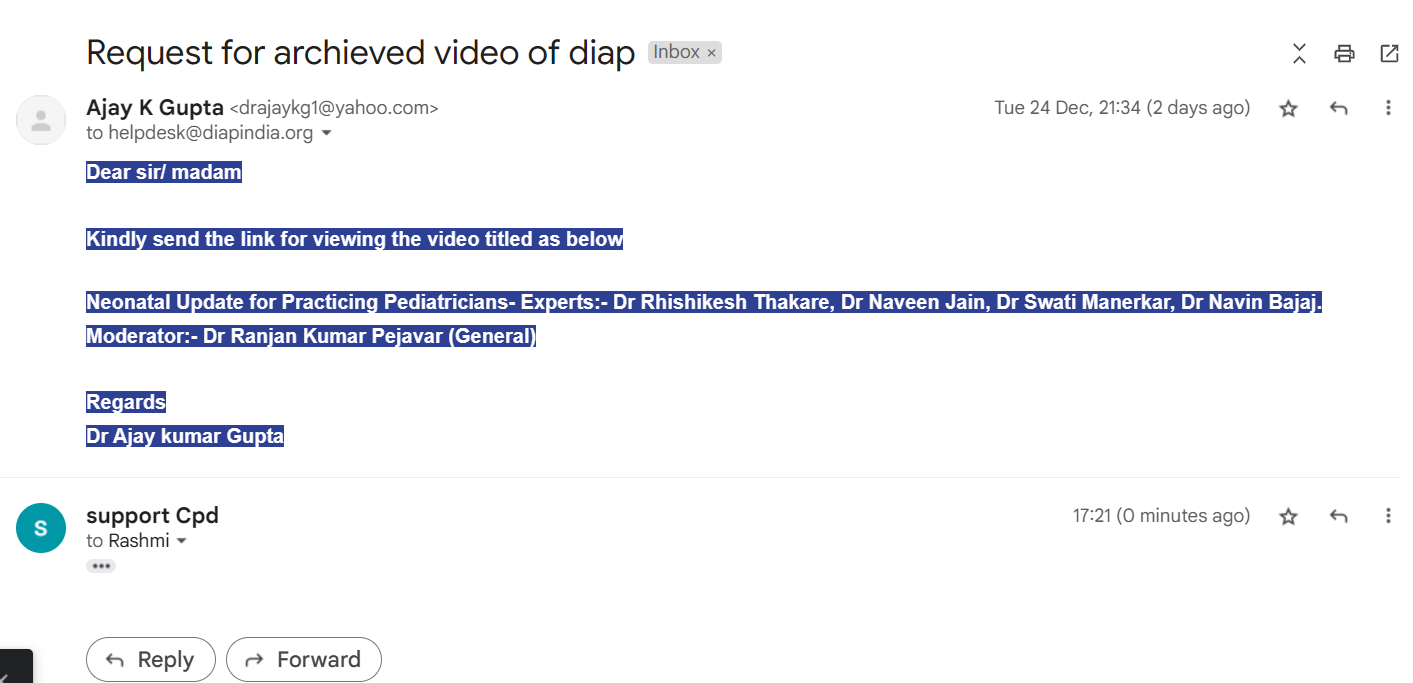 Request for archieved video of diap Inbox ×
Ajay K Gupta <drajaykg1@yahoo.com> Tue 24 Dec, 21:34 (2 days ago)
to helpdesk@diapindia.org
Dear sir/ madam
Kindly send the link for viewing the video titled as below
Neonatal Update for Practicing Pediatricians- Experts:- Dr Rhishikesh Thakare, Dr Naveen Jain, Dr Swati Manerkar, Dr Navin Bajaj.
Moderator:- Dr Ranjan Kumar Pejavar (General)
Regards
Dr Ajay kumar Gupta
S
support Cpd 17:21 (0 minutes ago)
to Rashmi
Reply Forward